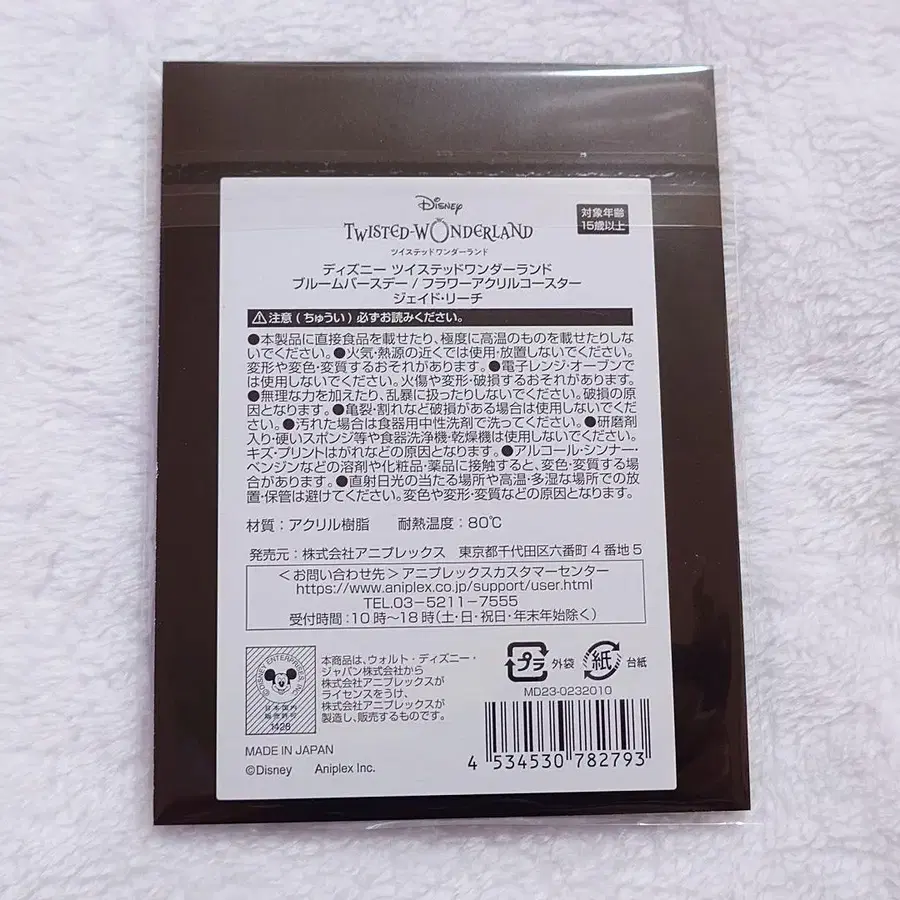 Disney
TWISTED-WONDERLAND
ツイステッドワンダーランド
対象年齢
15歳以上
ディズニー ツイステッドワンダーランド
ブルームバースデー / フラワーアクリルコースター
ジェイド・リーチ
注意 (ちゅうい) 必ずお読みください。
●本製品に直接食品を載せたり、極度に高温のものを載せたりしな
いでください。●火気・熱源の近くでは使用・放置しないでください。
変形や変色・変質するおそれがあります。●電子レンジ・オーブンで
は使用しないでください。火傷や変形・破損するおそれがあります。
●無理な力を加えたり、乱暴に扱ったりしないでください。破損の原
因となります。●亀裂・割れなど破損がある場合は使用しないでくだ
さい。●汚れた場合は食器用中性洗剤で洗ってください。●研磨剤
入り・硬いスポンジ等や食器洗浄機・乾燥機は使用しないでください。
キズ・プリントはがれなどの原因となります。●アルコール・シンナー・
ベンジンなどの溶剤や化粧品・薬品に接触すると、変色・変質する場
合があります。●直射日光の当たる場所や高温・多湿な場所での放
置・保管は避けてください。変色や変形・変質などの原因となります。
材質：アクリル樹脂 耐熱温度：80℃
発売元：株式会社アニプレックス 東京都千代田区六番町4番地5
＜お問い合わせ先＞アニプレックスカスタマーセンター
https://www.aniplex.co.jp/support/user.html
TEL.03-5211-7555
受付時間：10時～18時(土・日・祝日・年末年始除く)
©DISNEY ENTERPRISES, INC.
日本国内
販売許可
1428
本商品は、ウォルト・ディズニー・
ジャパン株式会社から
株式会社アニプレックスが
ライセンスをうけ、
株式会社アニプレックスが
製造し、販売するものです。
プラ 外袋 紙 台紙
MD23-0232010
4 534530 782793
MADE IN JAPAN
©Disney Aniplex Inc.